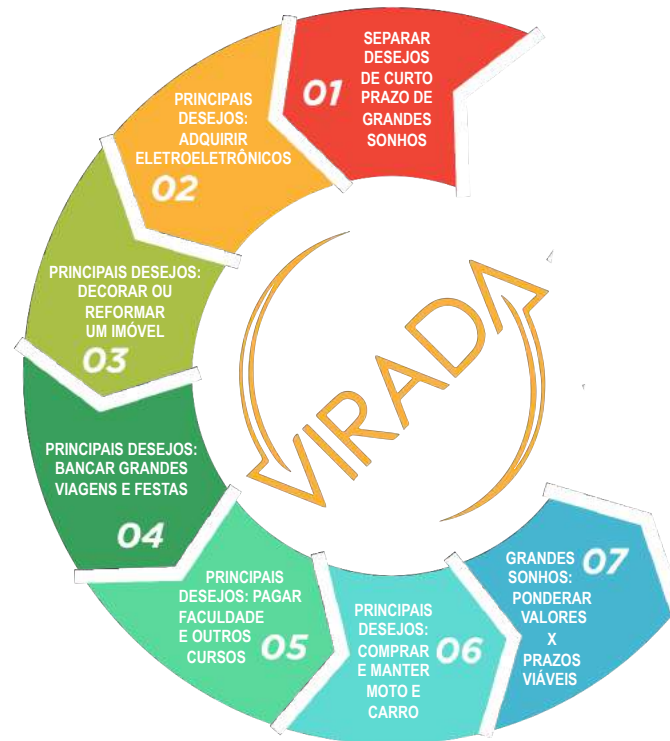 01
SEPARAR
DESEJOS
DE CURTO
PRAZO DE
GRANDES
SONHOS
PRINCIPAIS
DESEJOS:
ADQUIRIR
ELETROELETRÔNICOS
02
PRINCIPAIS DESEJOS:
DECORAR OU
REFORMAR
UM IMÓVEL
03
PRINCIPAIS DESEJOS:
BANCAR GRANDES
VIAGENS E FESTAS
04
PRINCIPAIS
DESEJOS: PAGAR
FACULDADE
E OUTROS
CURSOS
05
PRINCIPAIS
DESEJOS:
COMPRAR
E MANTER
MOTO E
CARRO
06
GRANDES
SONHOS:
PONDERAR
VALORES
X
PRAZOS
VIÁVEIS
07
VIRADA